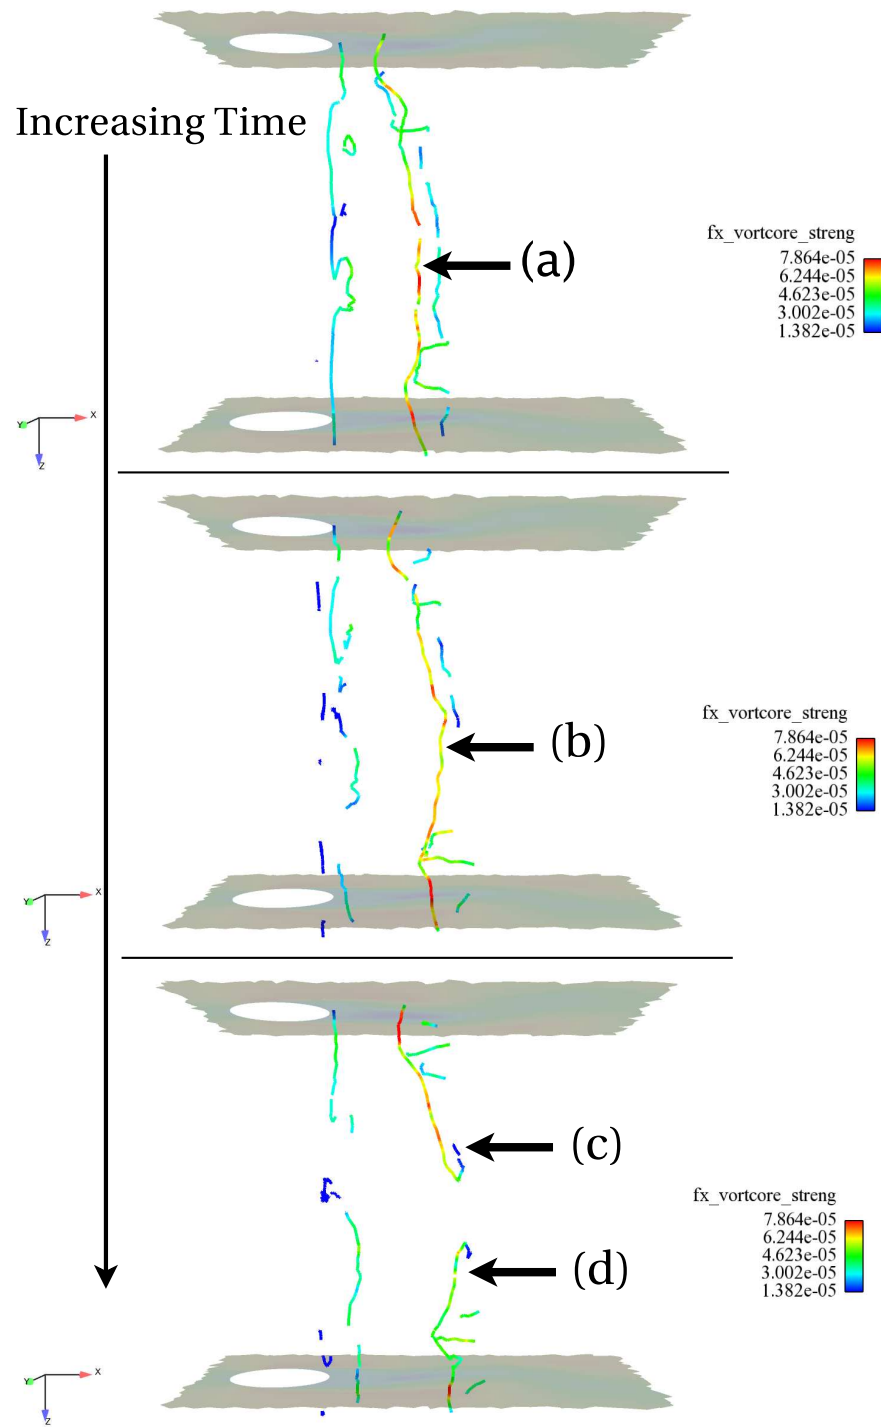 Increasing Time
(a)
fx_vortcore_streng
7.864e-05
6.244e-05
4.623e-05
3.002e-05
1.382e-05
Y
X
Z
(b)
fx_vortcore_streng
7.864e-05
6.244e-05
4.623e-05
3.002e-05
1.382e-05
Y
X
Z
(c)
(d)
fx_vortcore_streng
7.864e-05
6.244e-05
4.623e-05
3.002e-05
1.382e-05
Y
X
Z